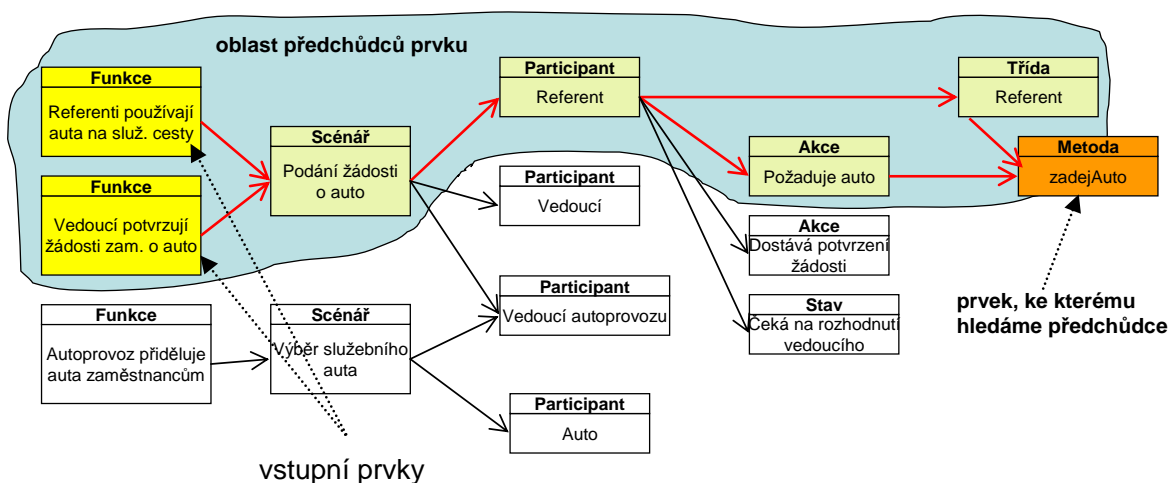 oblast předchůdců prvku
Funkce
Referenti používají
auta na služ. cesty
Funkce
Vedoucí potvrzují
žádosti zam. o auto
Funkce
Autoprovoz přiděluje
auta zaměstnancům
Scénář
Podání žádosti
o auto
Scénář
Výběr služebního
auta
Participant
Referent
Participant
Vedoucí
Participant
Vedoucí autoprovozu
Participant
Auto
Akce
Požaduje auto
Akce
Dostává potvrzení
žádosti
Stav
Čeká na rozhodnutí
vedoucího
Třída
Referent
Metoda
zadejAuto
prvek, ke kterému
hledáme předchůdce
vstupní prvky